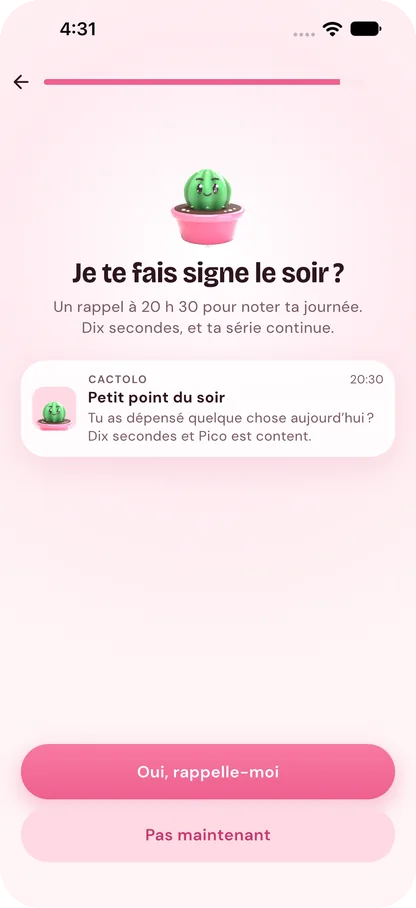 4:31
Je te fais signe le soir ?
Un rappel à 20 h 30 pour noter ta journée.
Dix secondes, et ta série continue.
CACTOLO 20:30
Petit point du soir
Tu as dépensé quelque chose aujourd’hui ?
Dix secondes et Pico est content.
Oui, rappelle-moi
Pas maintenant